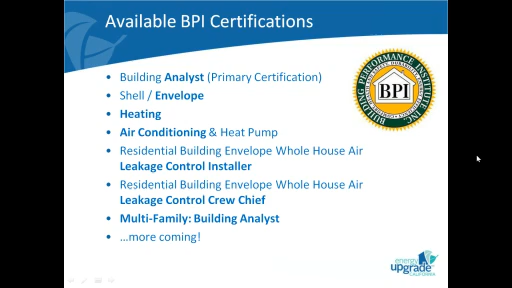 Available BPI Certifications
• Building Analyst (Primary Certification)
• Shell / Envelope
• Heating
• Air Conditioning & Heat Pump
• Residential Building Envelope Whole House Air
Leakage Control Installer
• Residential Building Envelope Whole House Air
Leakage Control Crew Chief
• Multi-Family: Building Analyst
• …more coming!
BUILDING PERFORMANCE INSTITUTE, INC.
BPI
energy
upgrade
CALIFORNIA